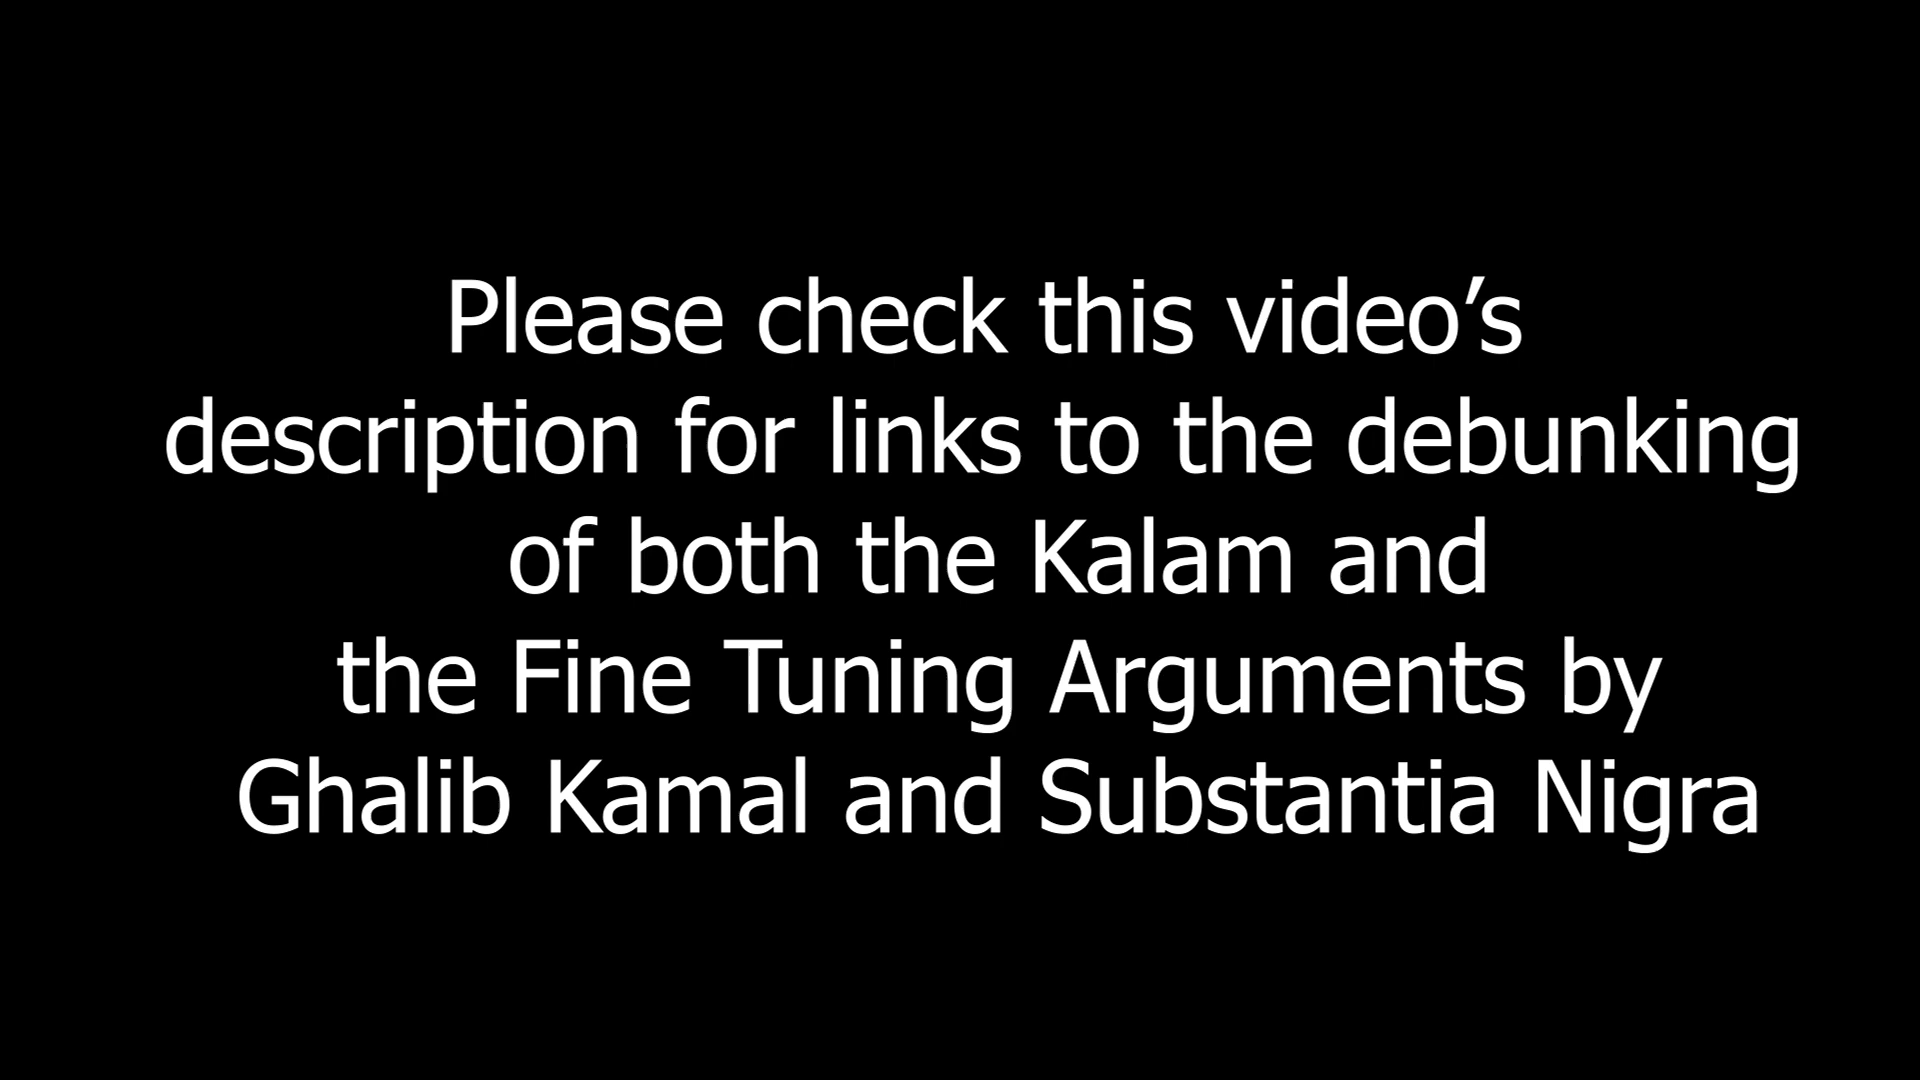 Please check this video’s
description for links to the debunking
of both the Kalam and
the Fine Tuning Arguments by
Ghalib Kamal and Substantia Nigra